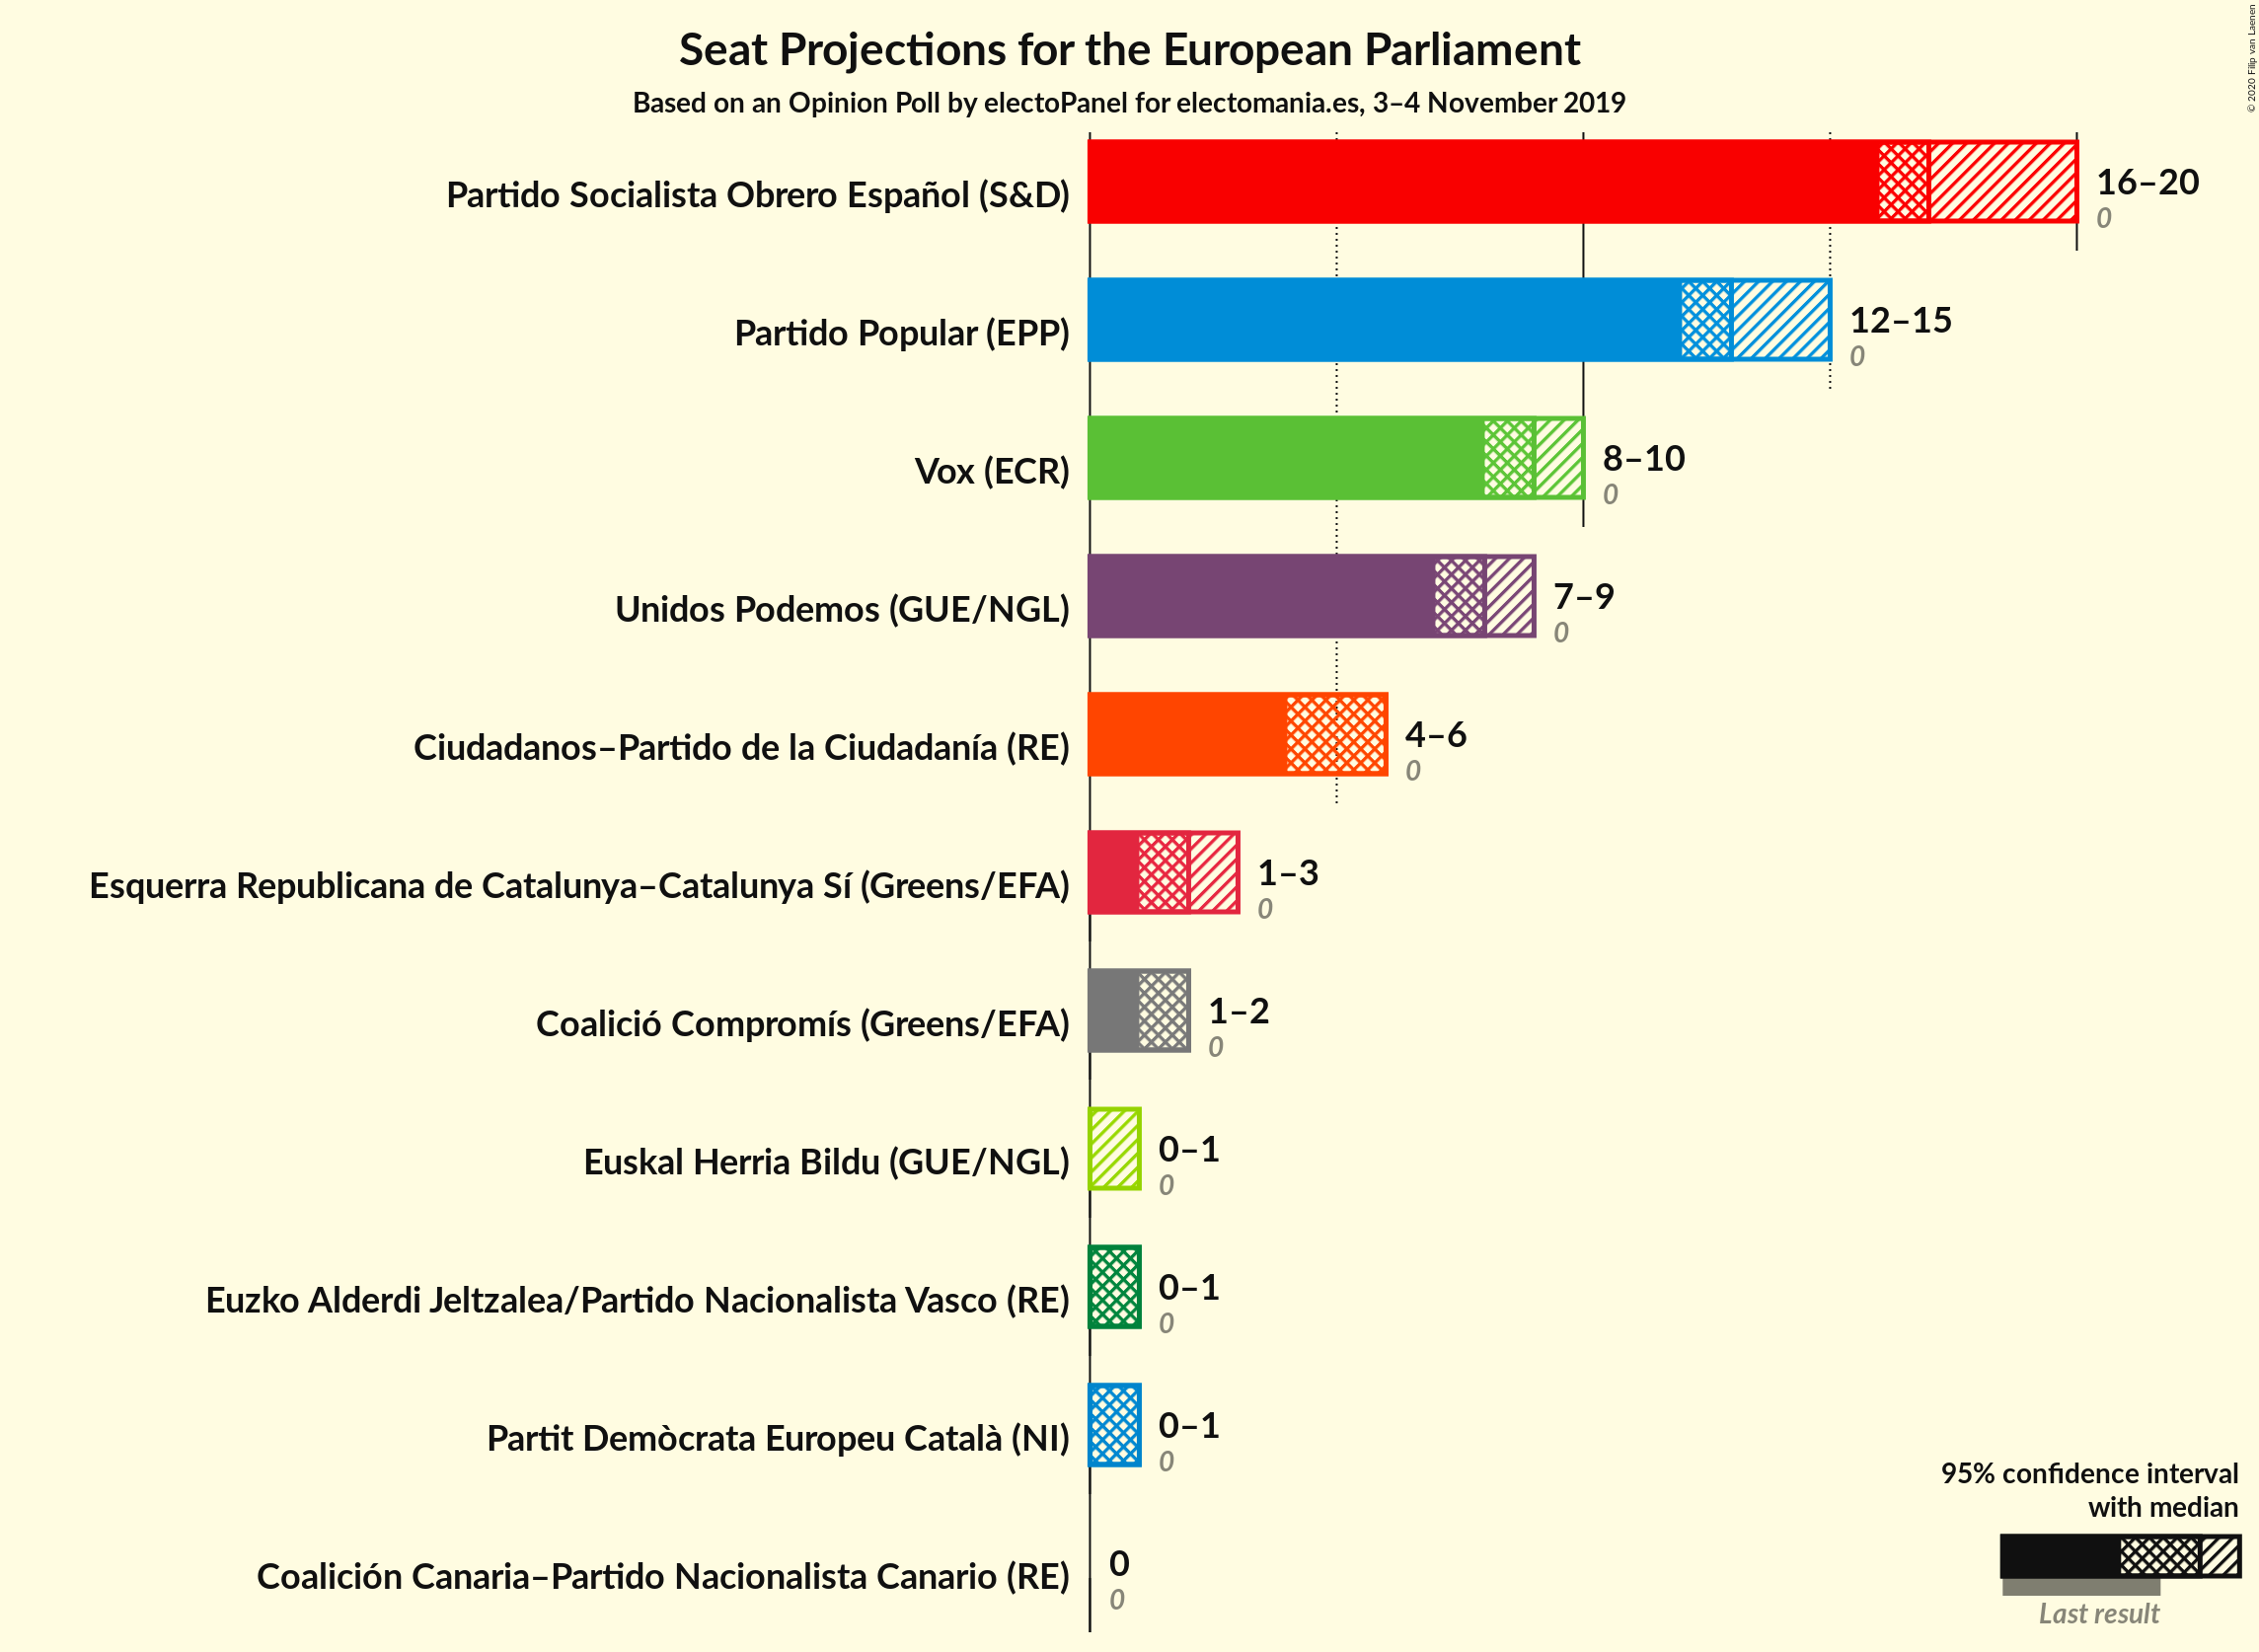 Seat Projections for the European Parliament
Based on an Opinion Poll by electoPanel for electomania.es, 3–4 November 2019
© 2020 Filip van Laenen
Partido Socialista Obrero Español (S&D)
16–20
0
Partido Popular (EPP)
12–15
0
Vox (ECR)
8–10
0
Unidos Podemos (GUE/NGL)
7–9
0
Ciudadanos–Partido de la Ciudadanía (RE)
4–6
0
Esquerra Republicana de Catalunya–Catalunya Sí (Greens/EFA)
1–3
0
Coalició Compromís (Greens/EFA)
1–2
0
Euskal Herria Bildu (GUE/NGL)
0–1
0
Euzko Alderdi Jeltzalea/Partido Nacionalista Vasco (RE)
0–1
0
Partit Demòcrata Europeu Català (NI)
0–1
0
Coalición Canaria–Partido Nacionalista Canario (RE)
0
0
95% confidence interval
with median
Last result